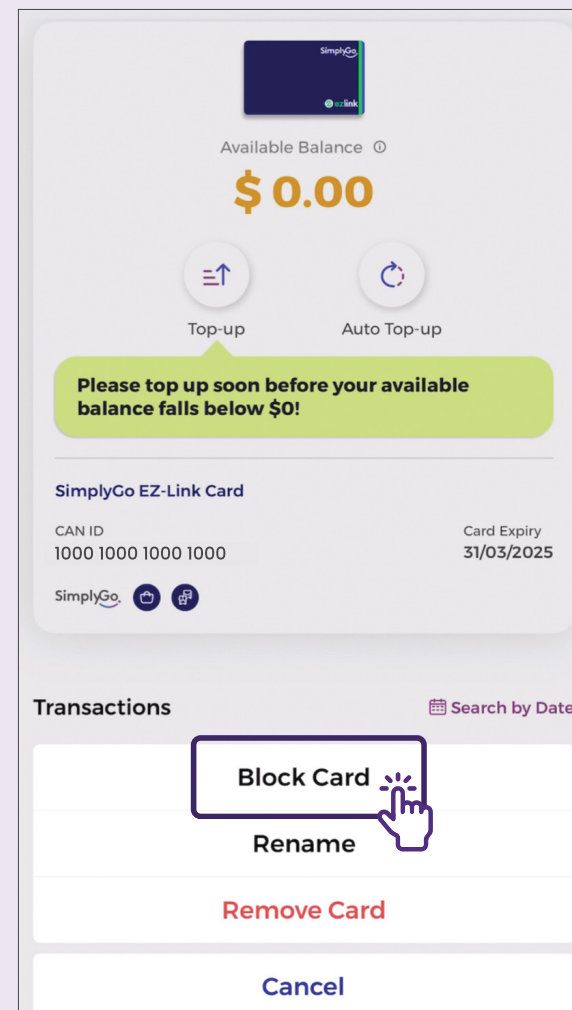 SimplyGo
ezlink
Available Balance
$ 0.00
Top-up
Auto Top-up
Please top up soon before your available
balance falls below $0!
SimplyGo EZ-Link Card
CAN ID
Card Expiry
1000 1000 1000 1000
31/03/2025
SimplyGo.
Transactions
Search by Date
Block Card
Rename
Remove Card
Cancel